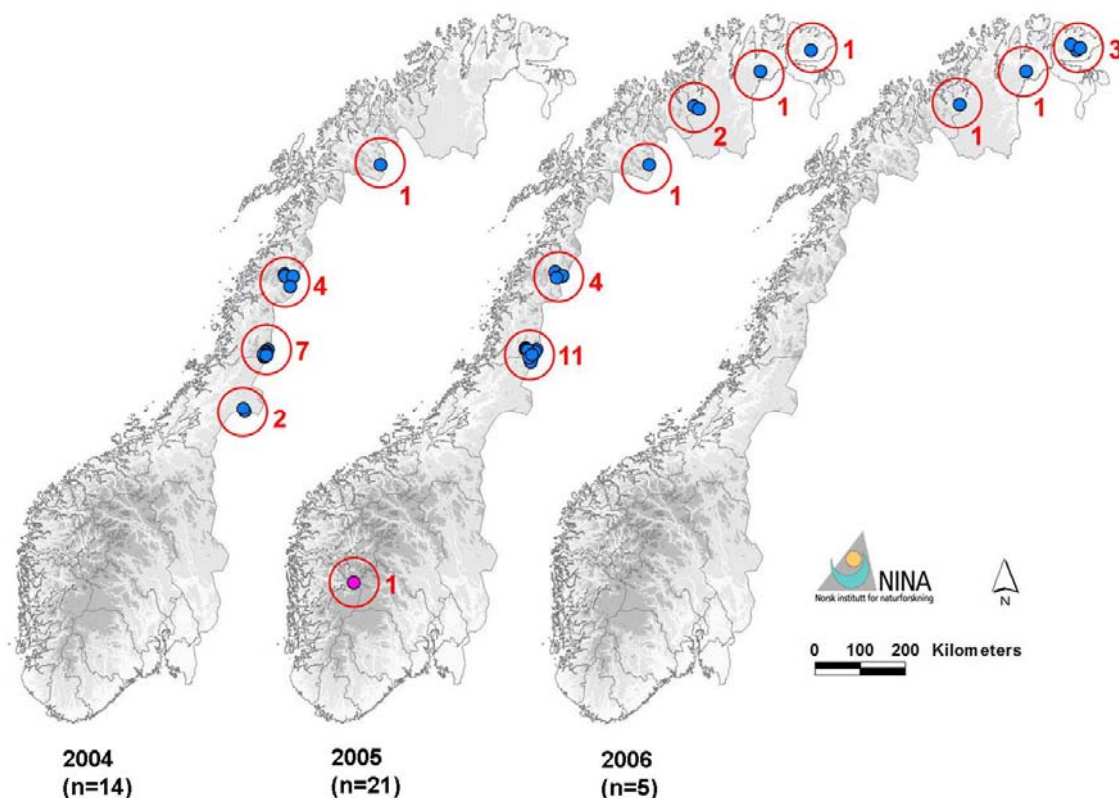 1
1
3
1
1
2
1
1
1
4
4
7
11
2
1
NINA
Norsk institutt for naturforskning
N
0 100 200 Kilometers
2004
(n=14)
2005
(n=21)
2006
(n=5)